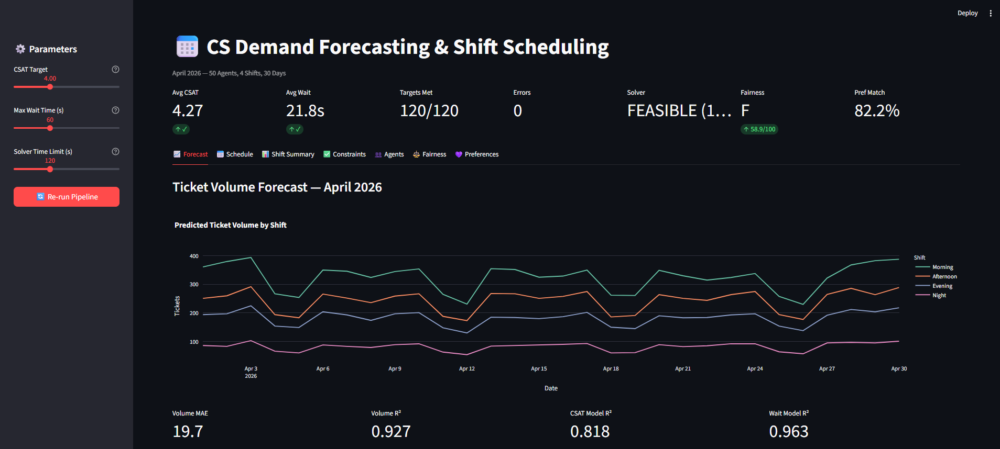 Deploy
Parameters
CSAT Target
4.00
Max Wait Time (s)
60
Solver Time Limit (s)
120
Re-run Pipeline
CS Demand Forecasting & Shift Scheduling
April 2026 — 50 Agents, 4 Shifts, 30 Days
Avg CSAT
4.27
↑ ✓
Avg Wait
21.8s
↑ ✓
Targets Met
120/120
Errors
0
Solver
FEASIBLE (1...
Fairness
F
↑ 58.9/100
Pref Match
82.2%
Forecast
Schedule
Shift Summary
Constraints
Agents
Fairness
Preferences
Ticket Volume Forecast — April 2026
Predicted Ticket Volume by Shift
Tickets
400
300
200
100
Apr 3
2026
Apr 6
Apr 9
Apr 12
Apr 15
Apr 18
Apr 21
Apr 24
Apr 27
Apr 30
Date
Shift
Morning
Afternoon
Evening
Night
Volume MAE
19.7
Volume R²
0.927
CSAT Model R²
0.818
Wait Model R²
0.963